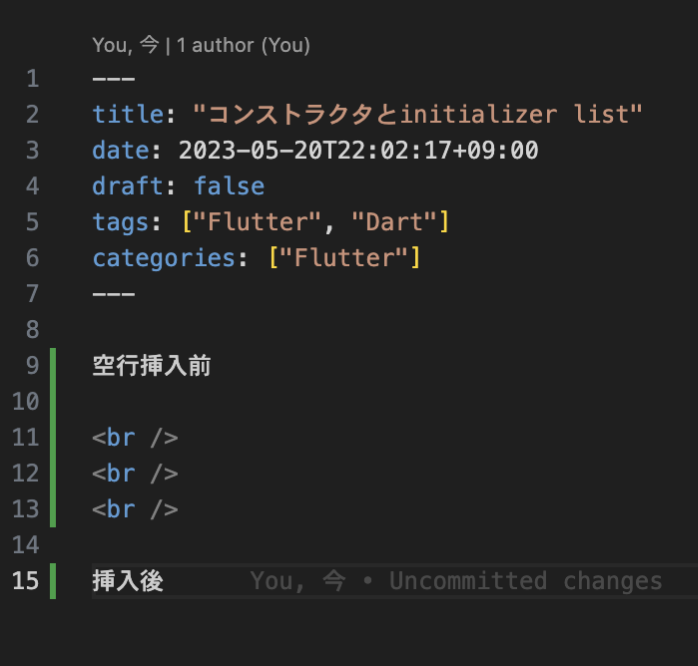 You, 今 | 1 author (You)
1 ---
2 title: "コンストラクタとinitializer list"
3 date: 2023-05-20T22:02:17+09:00
4 draft: false
5 tags: ["Flutter", "Dart"]
6 categories: ["Flutter"]
7 ---
8
9 空行挿入前
10
11 <br />
12 <br />
13 <br />
14
15 挿入後 You, 今 • Uncommitted changes